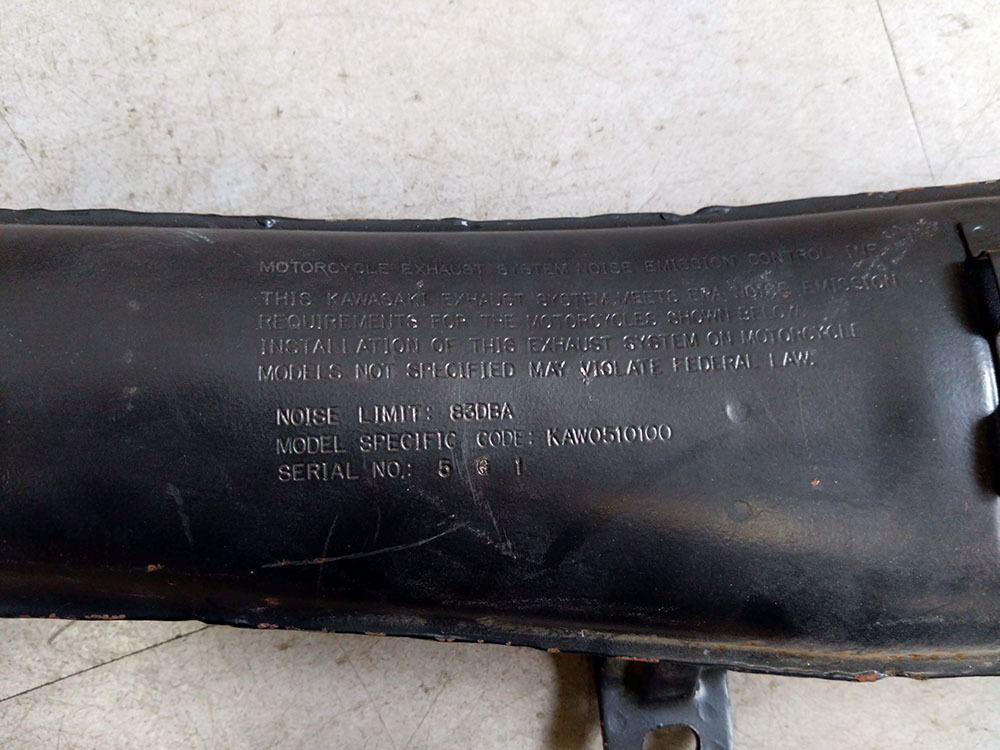 MOTORCYCLE EXHAUST SYSTEM NOISE EMISSION CONTROL INF
THIS KAWASAKI EXHAUST SYSTEM MEETS EPA NOISE EMISSION
REQUIREMENTS FOR THE MOTORCYCLES SHOWN BELOW
INSTALLATION OF THIS EXHAUST SYSTEM ON MOTORCYCLE
MODELS NOT SPECIFIED MAY VIOLATE FEDERAL LAW.
NOISE LIMIT: 83DBA
MODEL SPECIFIC CODE: KAW0510100
SERIAL NO.: 5 1